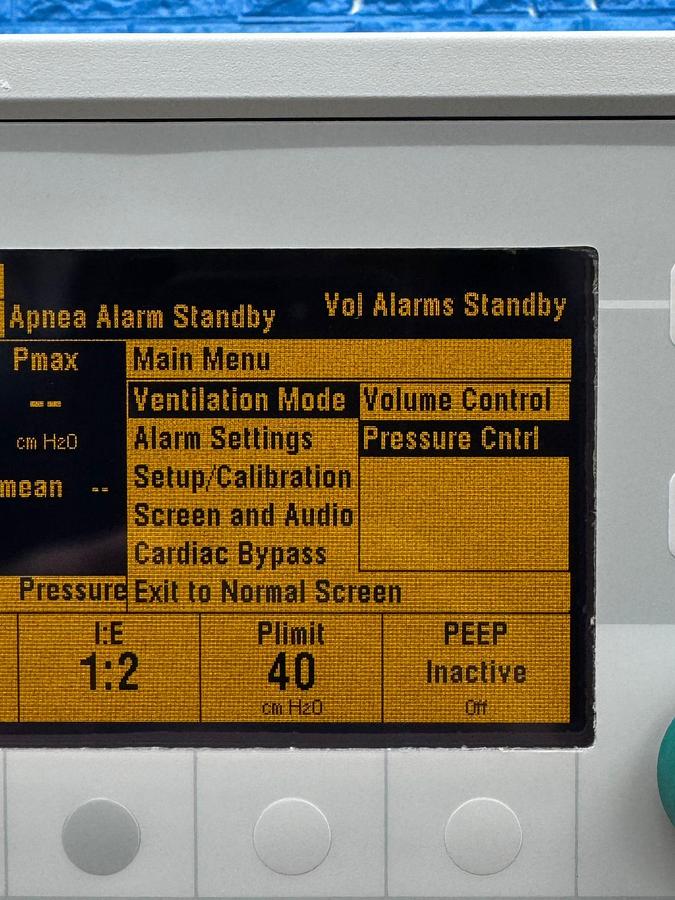 Apnea Alarm Standby
Vol Alarms Standby
Pmax
--
cm H2O
mean --
Pressure
Main Menu
Ventilation Mode
Alarm Settings
Setup/Calibration
Screen and Audio
Cardiac Bypass
Exit to Normal Screen
Volume Control
Pressure Cntrl
I:E
1:2
Plimit
40
cm H2O
PEEP
Inactive
Off